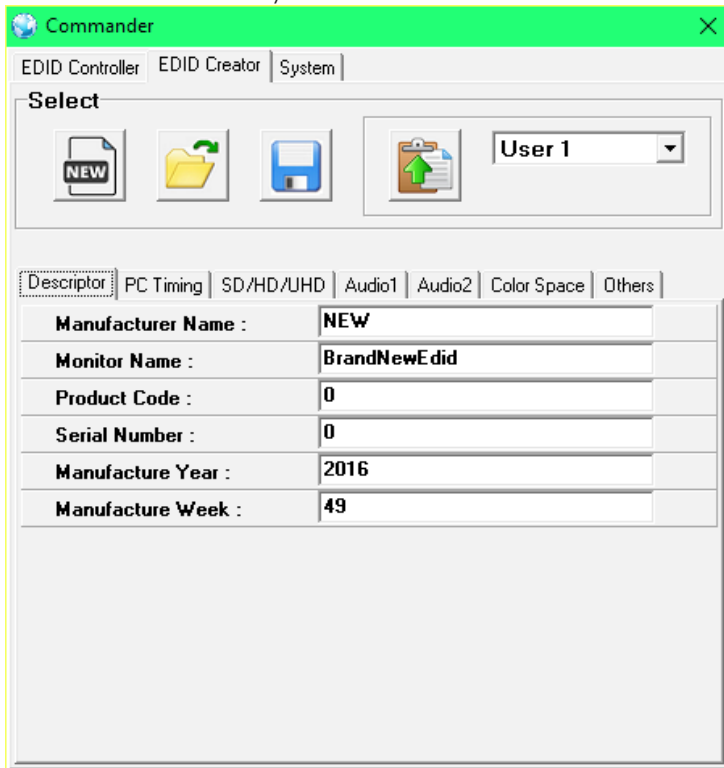 Commander
EDID Controller EDID Creator System
Select
NEW
User 1
Descriptor PC Timing SD/HD/UHD Audio1 Audio2 Color Space Others
Manufacturer Name : NEW
Monitor Name : BrandNewEdid
Product Code : 0
Serial Number : 0
Manufacture Year : 2016
Manufacture Week : 49